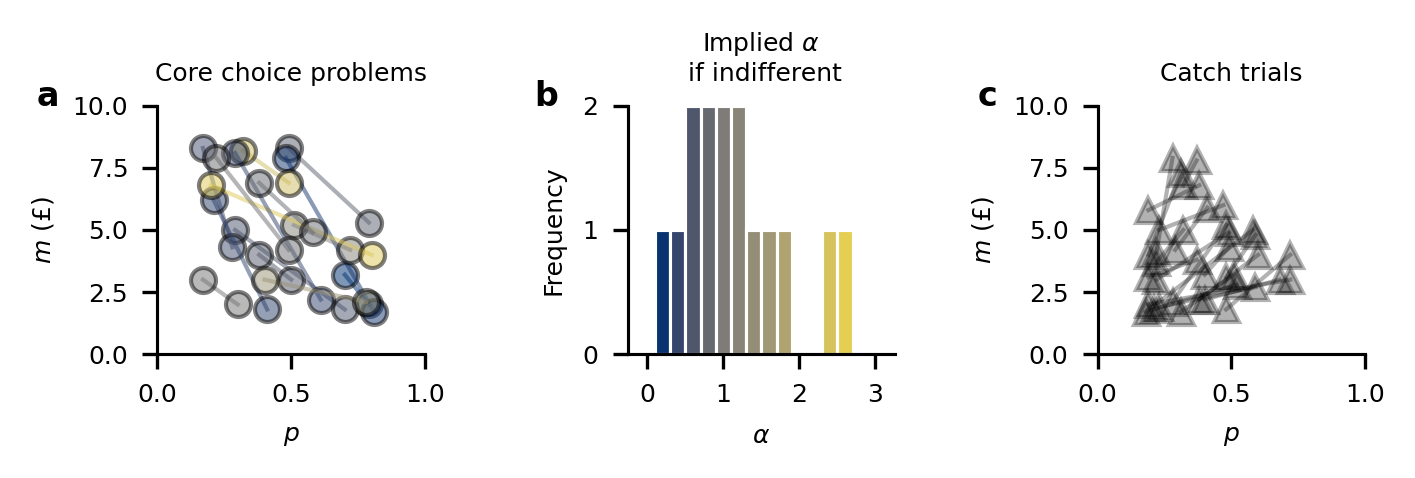 a
Core choice problems
10.0
7.5
5.0
2.5
0.0
m (£)
0.0 0.5 1.0
p
b
Implied α
if indifferent
2
1
0
Frequency
0 1 2 3
α
c
Catch trials
10.0
7.5
5.0
2.5
0.0
m (£)
0.0 0.5 1.0
p